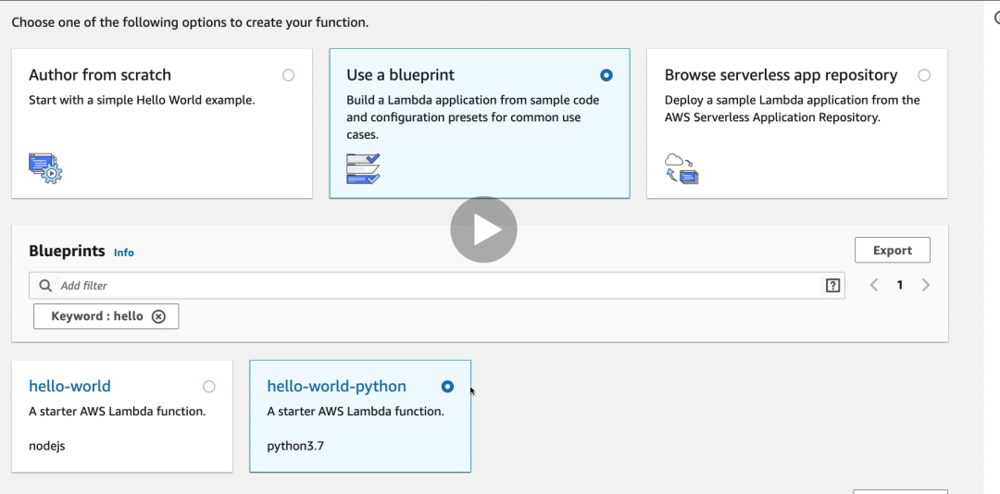 Choose one of the following options to create your function.
Author from scratch
Start with a simple Hello World example.
Use a blueprint
Build a Lambda application from sample code
and configuration presets for common use
cases.
Browse serverless app repository
Deploy a sample Lambda application from the
AWS Serverless Application Repository.
Blueprints Info
Export
Add filter
?
1
Keyword : hello
hello-world
A starter AWS Lambda function.
nodejs
hello-world-python
A starter AWS Lambda function.
python3.7